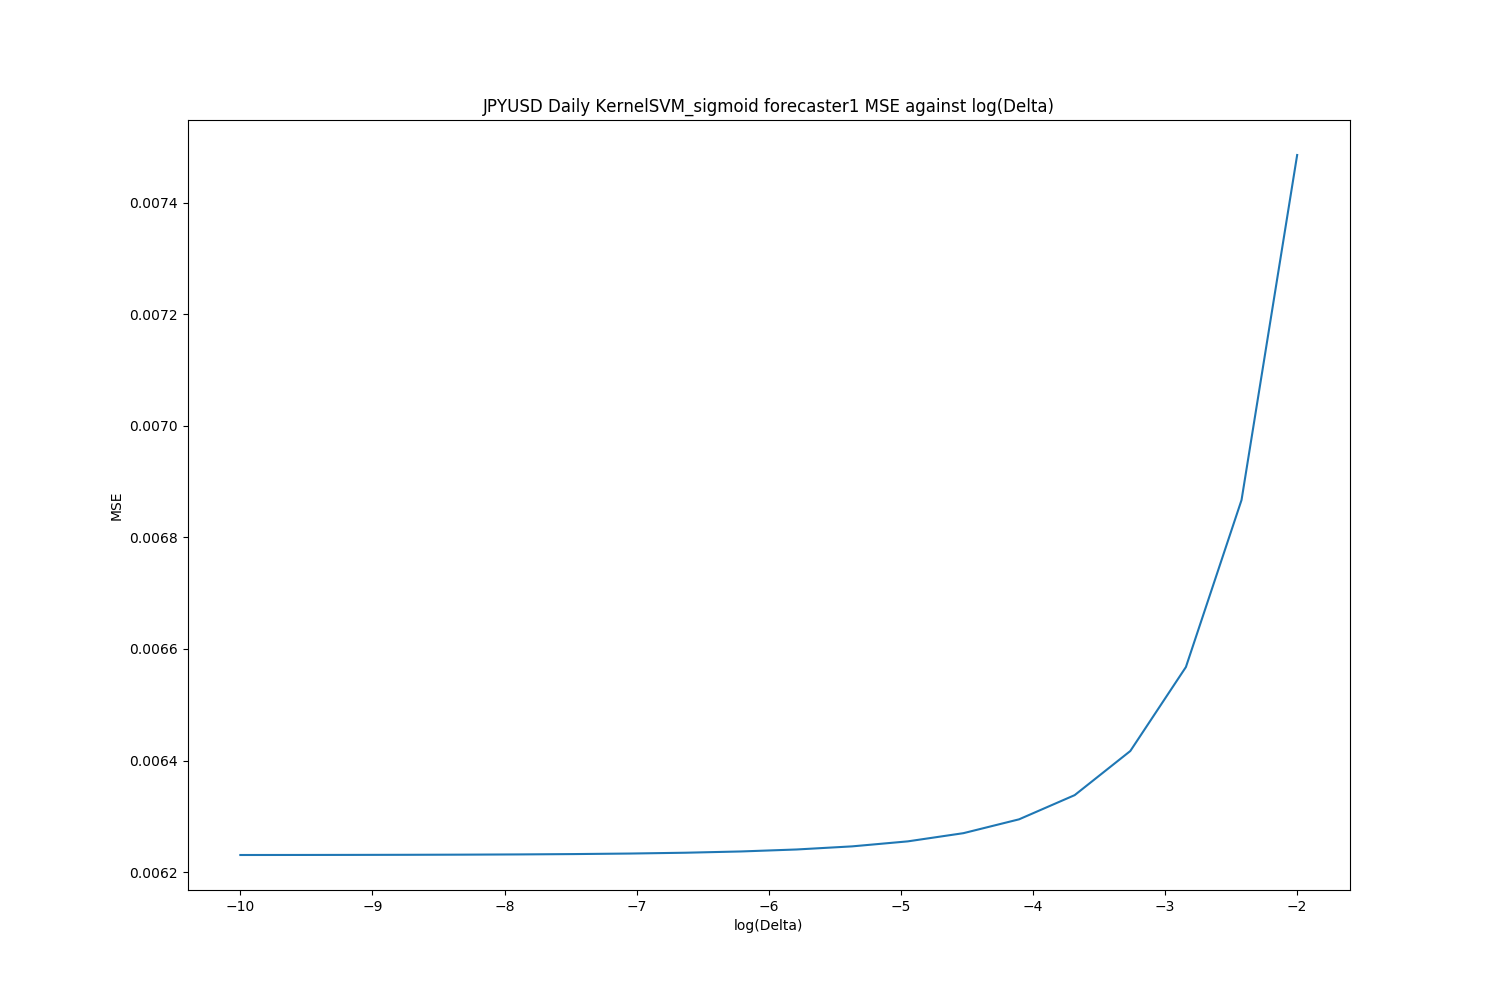 JPYUSD Daily KernelSVM_sigmoid forecaster1 MSE against log(Delta)
0.0074
0.0072
0.0070
0.0068
0.0066
0.0064
0.0062
MSE
−10 −9 −8 −7 −6 −5 −4 −3 −2
log(Delta)